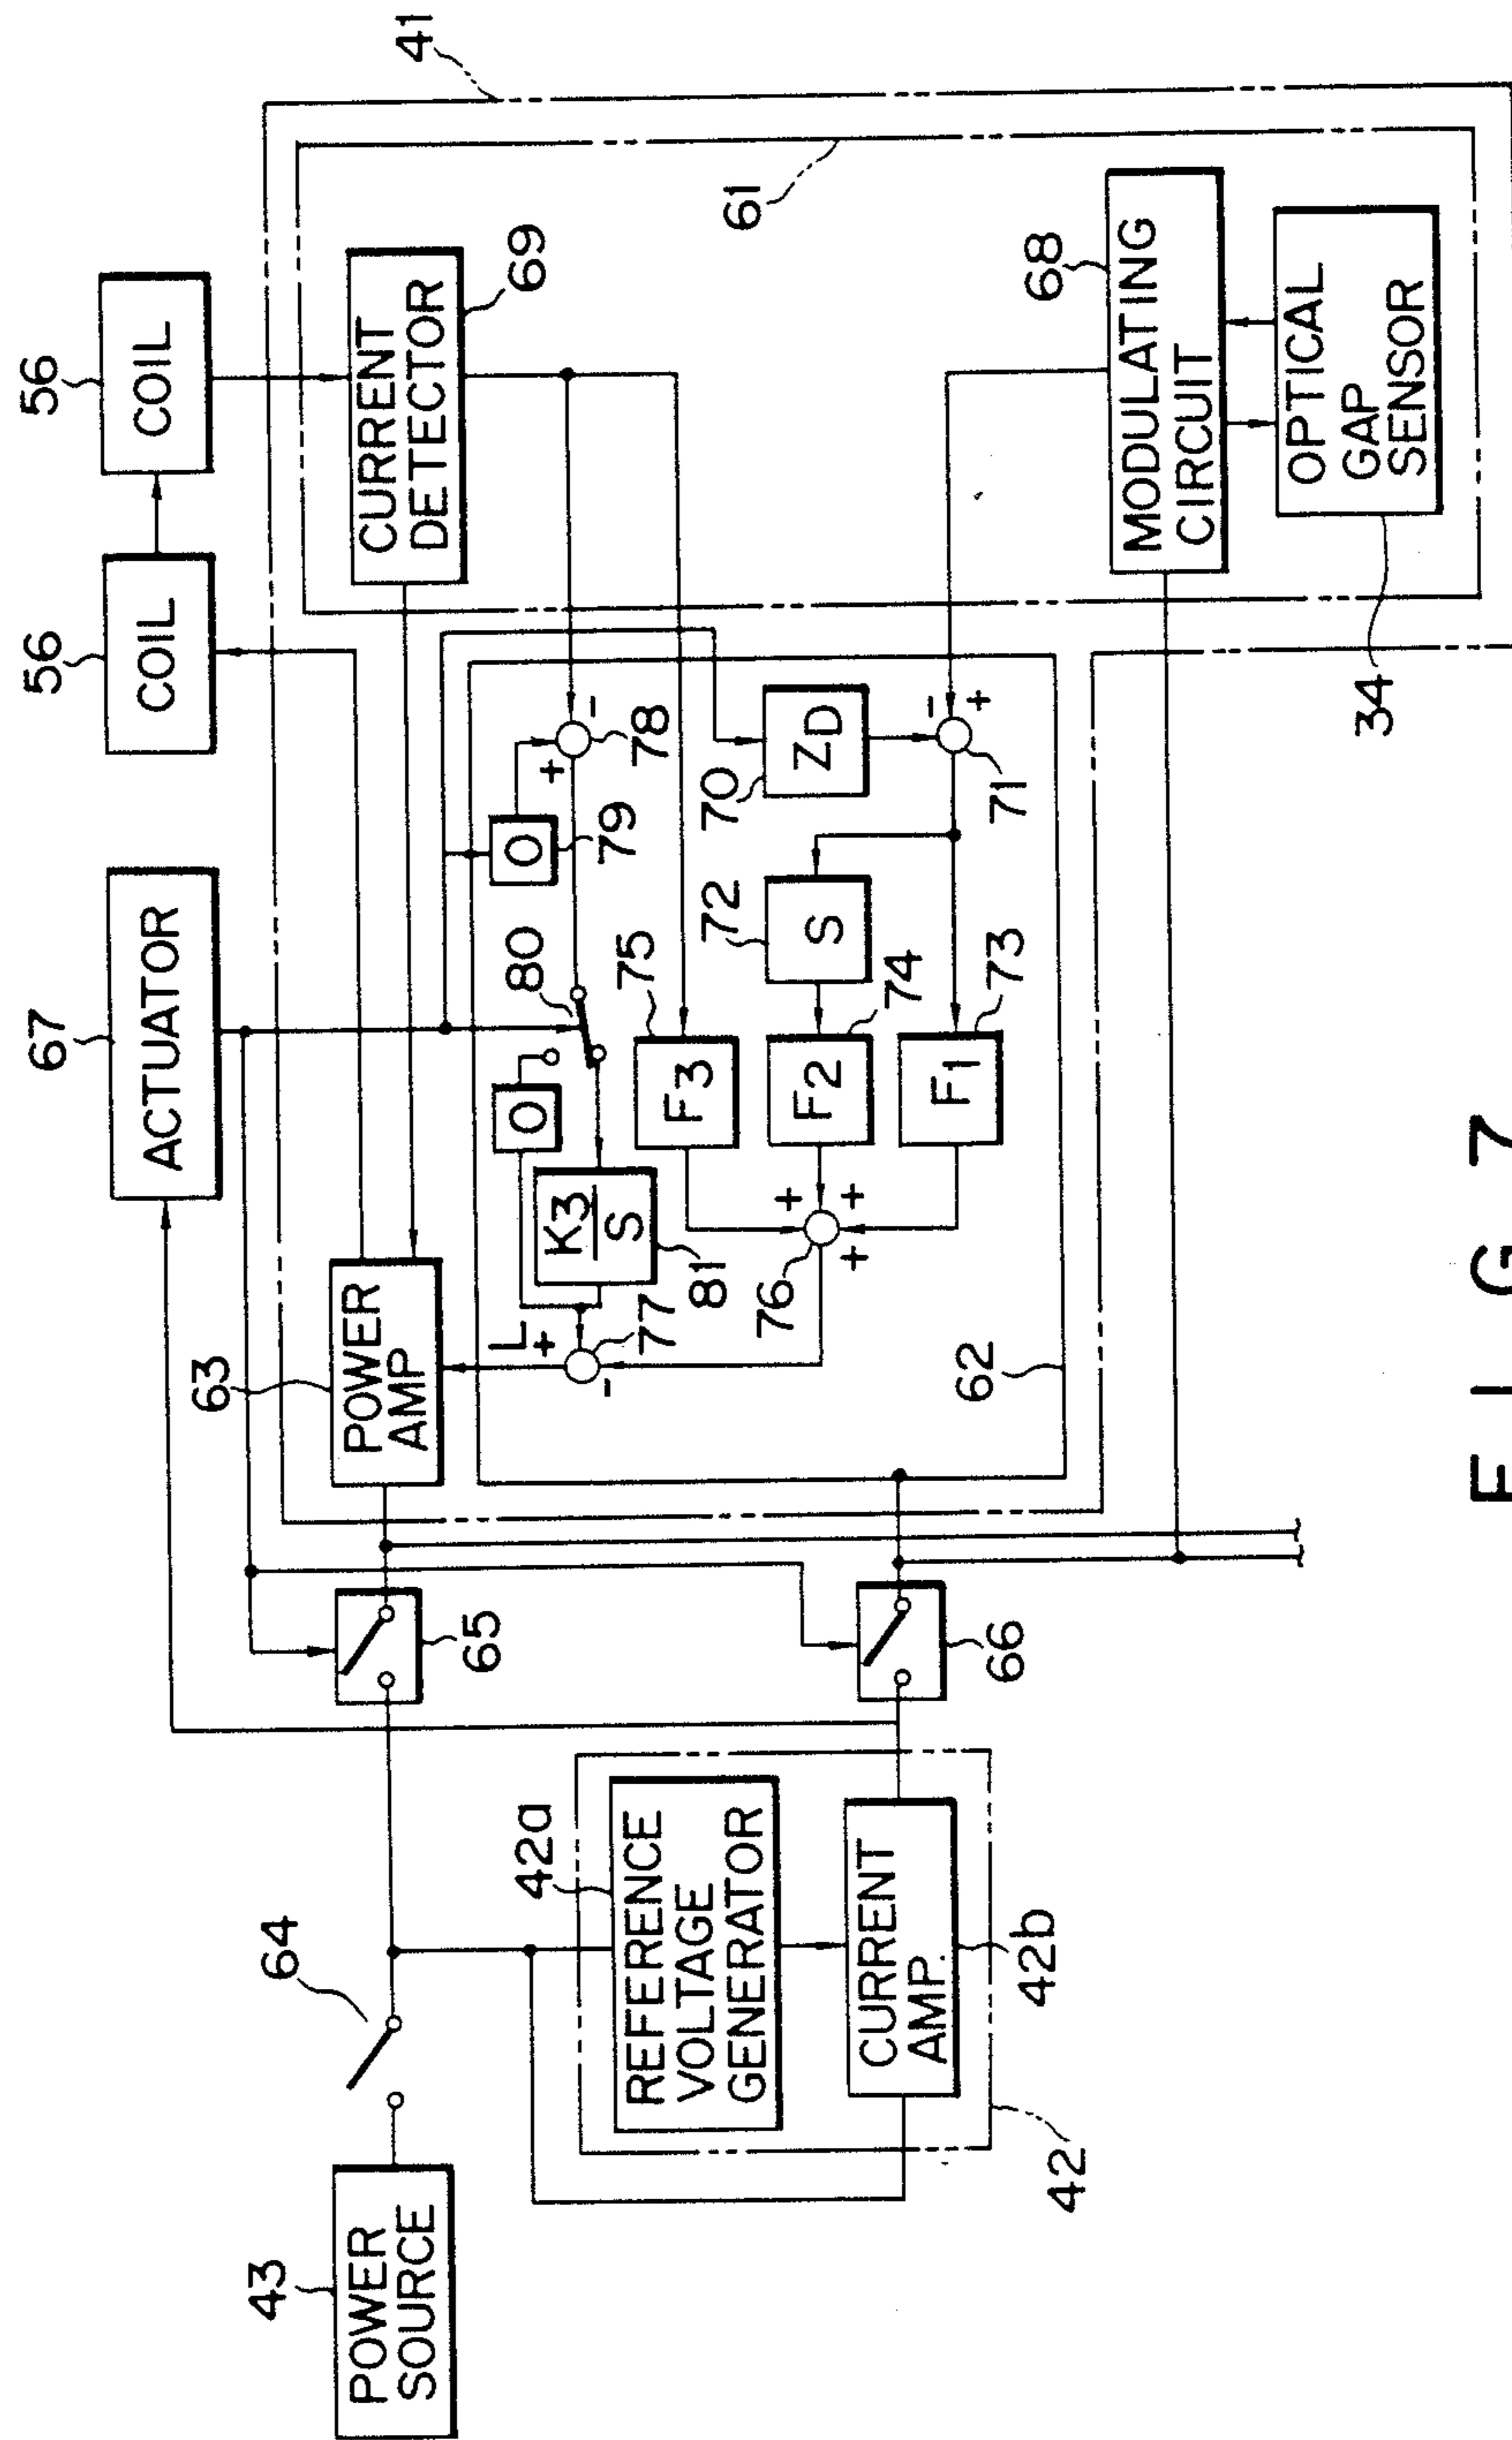 41
56
COIL
56
COIL
67
ACTUATOR
CURRENT
DETECTOR
69
61
63
POWER
AMP
65
64
43
POWER
SOURCE
O
79
+
-
78
80
O
K3
S
81
L
+
-
77
75
F3
70
ZD
-
+
71
72
S
74
F2
73
F1
+
+
+
76
62
68
MODULATING
CIRCUIT
OPTICAL
GAP
SENSOR
34
66
42a
REFERENCE
VOLTAGE
GENERATOR
CURRENT
AMP.
42b
42
FIG 7